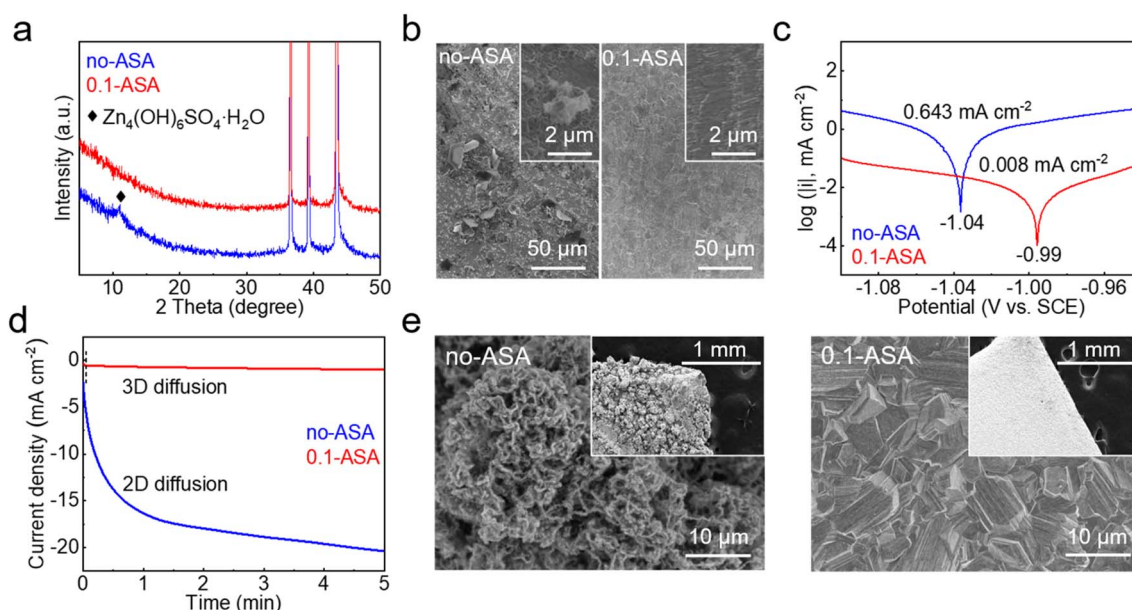 a
no-ASA
0.1-ASA
♦ Zn₄(OH)₆SO₄·H₂O
Intensity (a.u.)
10 20 30 40 50
2 Theta (degree)
b
no-ASA
2 µm
50 µm
0.1-ASA
2 µm
50 µm
c
log (|i|, mA cm⁻²)
2
0
-2
-4
0.643 mA cm⁻²
0.008 mA cm⁻²
-1.04
-0.99
no-ASA
0.1-ASA
-1.08 -1.04 -1.00 -0.96
Potential (V vs. SCE)
d
Current density (mA cm⁻²)
0
-5
-10
-15
-20
3D diffusion
no-ASA
0.1-ASA
2D diffusion
0 1 2 3 4 5
Time (min)
e
no-ASA
1 mm
10 µm
0.1-ASA
1 mm
10 µm